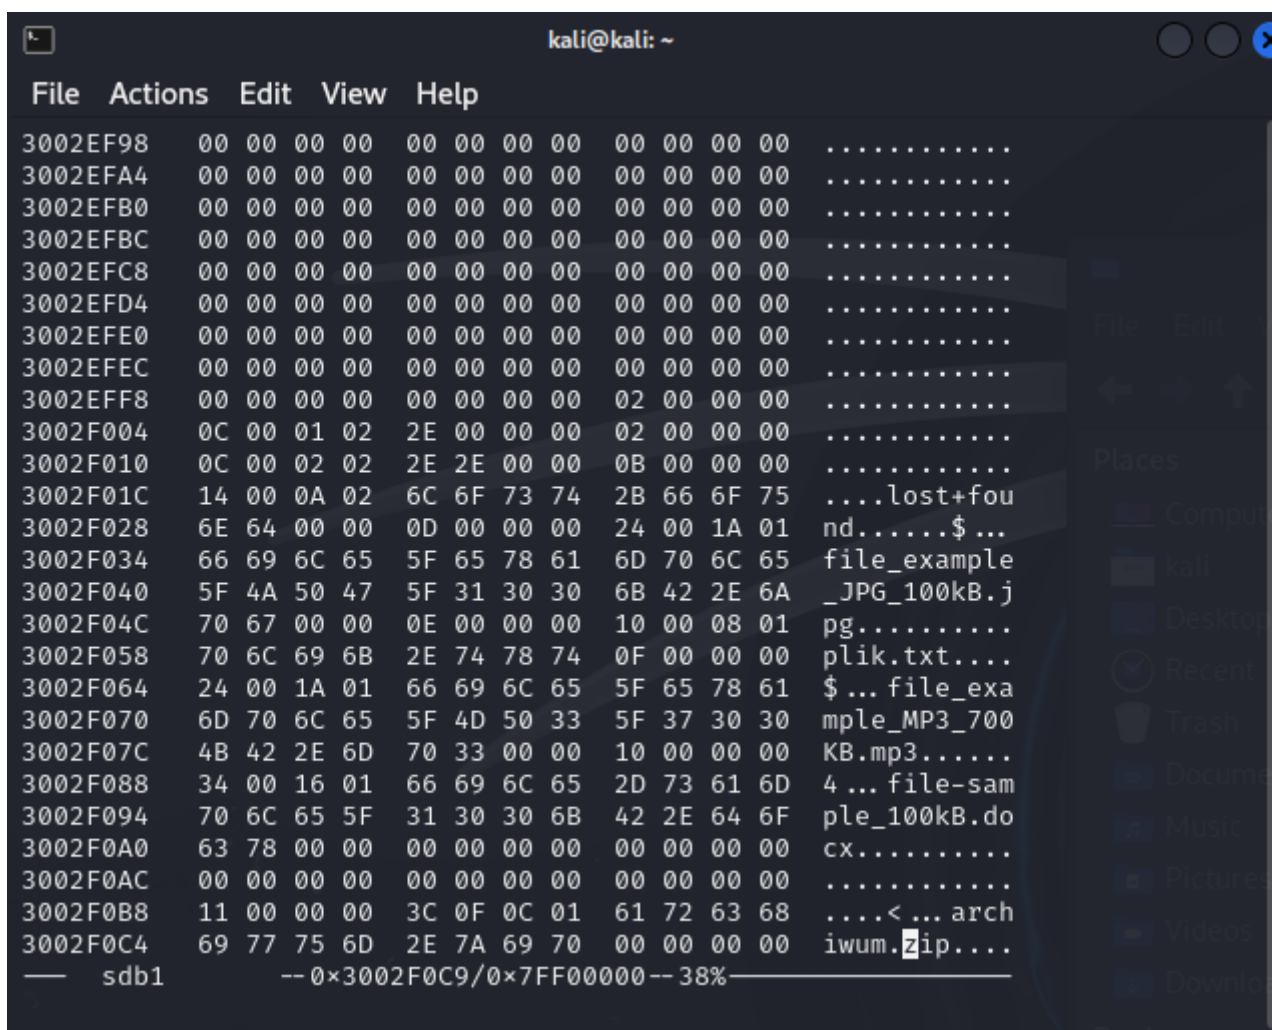 kali@kali: ~
File Actions Edit View Help
3002EF98 00 00 00 00 00 00 00 00 00 00 00 00 ............
3002EFA4 00 00 00 00 00 00 00 00 00 00 00 00 ............
3002EFB0 00 00 00 00 00 00 00 00 00 00 00 00 ............
3002EFBC 00 00 00 00 00 00 00 00 00 00 00 00 ............
3002EFC8 00 00 00 00 00 00 00 00 00 00 00 00 ............
3002EFD4 00 00 00 00 00 00 00 00 00 00 00 00 ............
3002EFE0 00 00 00 00 00 00 00 00 00 00 00 00 ............
3002EFEC 00 00 00 00 00 00 00 00 00 00 00 00 ............
3002EFF8 00 00 00 00 00 00 00 00 02 00 00 00 ............
3002F004 0C 00 01 02 2E 00 00 00 02 00 00 00 ............
3002F010 0C 00 02 02 2E 2E 00 00 0B 00 00 00 ............
3002F01C 14 00 0A 02 6C 6F 73 74 2B 66 6F 75 ....lost+fou
3002F028 6E 64 00 00 0D 00 00 00 24 00 1A 01 nd......$...
3002F034 66 69 6C 65 5F 65 78 61 6D 70 6C 65 file_example
3002F040 5F 4A 50 47 5F 31 30 30 6B 42 2E 6A _JPG_100kB.j
3002F04C 70 67 00 00 0E 00 00 00 10 00 08 01 pg..........
3002F058 70 6C 69 6B 2E 74 78 74 0F 00 00 00 plik.txt....
3002F064 24 00 1A 01 66 69 6C 65 5F 65 78 61 $...file_exa
3002F070 6D 70 6C 65 5F 4D 50 33 5F 37 30 30 mple_MP3_700
3002F07C 4B 42 2E 6D 70 33 00 00 10 00 00 00 KB.mp3......
3002F088 34 00 16 01 66 69 6C 65 2D 73 61 6D 4...file-sam
3002F094 70 6C 65 5F 31 30 30 6B 42 2E 64 6F ple_100kB.do
3002F0A0 63 78 00 00 00 00 00 00 00 00 00 00 cx..........
3002F0AC 00 00 00 00 00 00 00 00 00 00 00 00 ............
3002F0B8 11 00 00 00 3C 0F 0C 01 61 72 63 68 ....<...arch
3002F0C4 69 77 75 6D 2E 7A 69 70 00 00 00 00 iwum.zip....
── sdb1 --0×3002F0C9/0×7FF00000--38%──────────
File Edit
Places
kali
Recent
Trash
Music
Videos